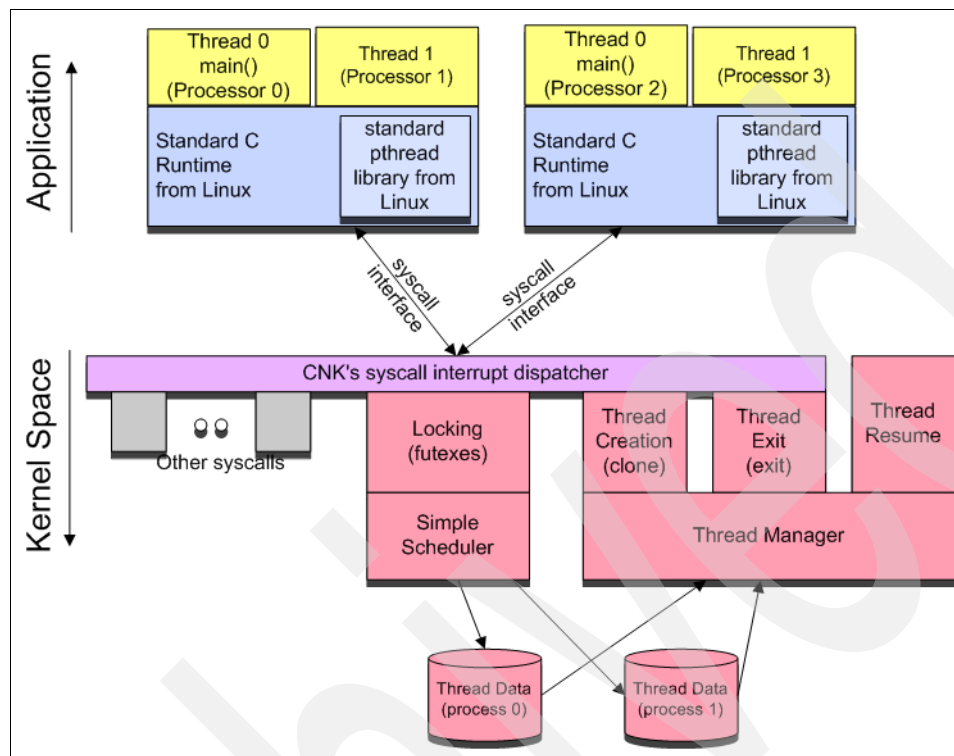 Application
Thread 0
main()
(Processor 0)
Thread 1
(Processor 1)
Thread 0
main()
(Processor 2)
Thread 1
(Processor 3)
Standard C
Runtime
from Linux
standard
pthread
library from
Linux
Standard C
Runtime
from Linux
standard
pthread
library from
Linux
syscall
interface
syscall
interface
Kernel Space
CNK's syscall interrupt dispatcher
Other syscalls
Locking
(futexes)
Thread
Creation
(clone)
Thread
Exit
(exit)
Thread
Resume
Simple
Scheduler
Thread Manager
Thread Data
(process 0)
Thread Data
(process 1)